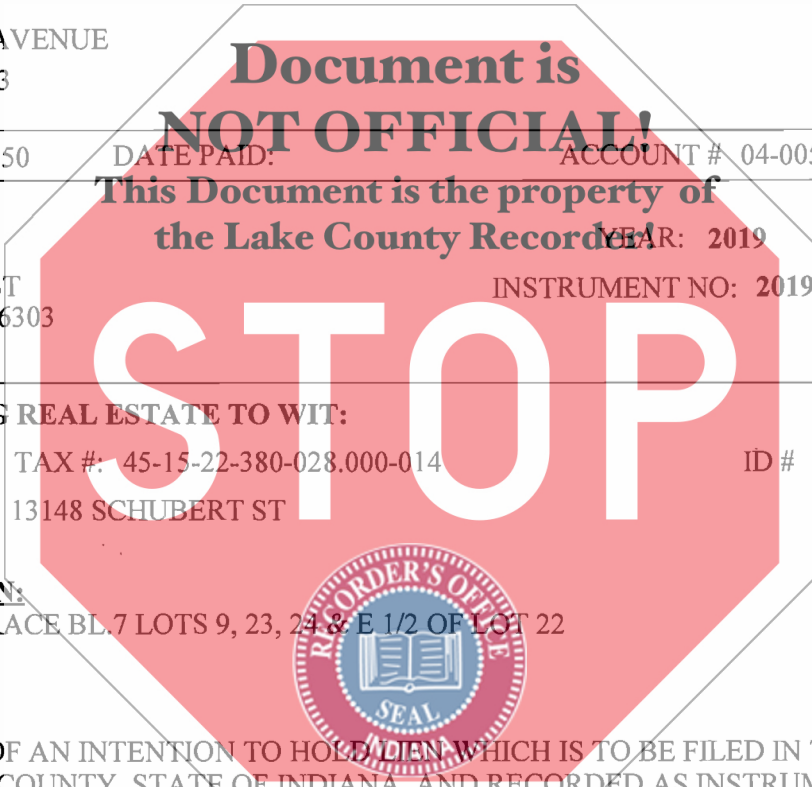 AVENUE
Document is
3
NOT OFFICIAL!
50 DATE PAID: ACCOUNT # 04-005
This Document is the property of
the Lake County Recorder!
YEAR: 2019
T INSTRUMENT NO: 2019
6303
STOP
G REAL ESTATE TO WIT:
TAX #: 45-15-22-380-028.000-014 ID #
13148 SCHUBERT ST
N:
ACE BL.7 LOTS 9, 23, 24 & E 1/2 OF LOT 22
RECORDER'S OFFICE
SEAL
INDIANA
OF AN INTENTION TO HOLD LIEN WHICH IS TO BE FILED IN
COUNTY, STATE OF INDIANA, AND RECORDED AS INSTRUM